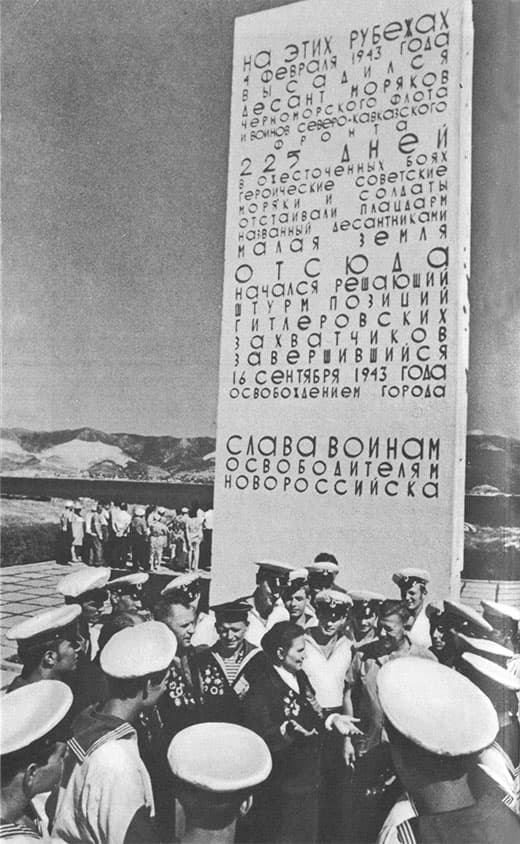 НА ЭТИХ РУБЕЖАХ
4 ФЕВРАЛЯ 1943 ГОДА
ВЫСАДИЛСЯ
ДЕСАНТ МОРЯКОВ
ЧЕРНОМОРСКОГО ФЛОТА
И ВОИНОВ СЕВЕРО-КАВКАЗСКОГО
ФРОНТА
225 ДНЕЙ
В ОЖЕСТОЧЕННЫХ БОЯХ
ГЕРОИЧЕСКИЕ СОВЕТСКИЕ
МОРЯКИ И СОЛДАТЫ
ОТСТАИВАЛИ ПЛАЦДАРМ
НАЗВАННЫЙ ДЕСАНТНИКАМИ
МАЛАЯ ЗЕМЛЯ
ОТСЮДА
НАЧАЛСЯ РЕШАЮЩИЙ
ШТУРМ ПОЗИЦИЙ
ГИТЛЕРОВСКИХ
ЗАХВАТЧИКОВ
ЗАВЕРШИВШИЙСЯ
16 СЕНТЯБРЯ 1943 ГОДА
ОСВОБОЖДЕНИЕМ ГОРОДА
СЛАВА ВОИНАМ
ОСВОБОДИТЕЛЯМ
НОВОРОССИЙСКА